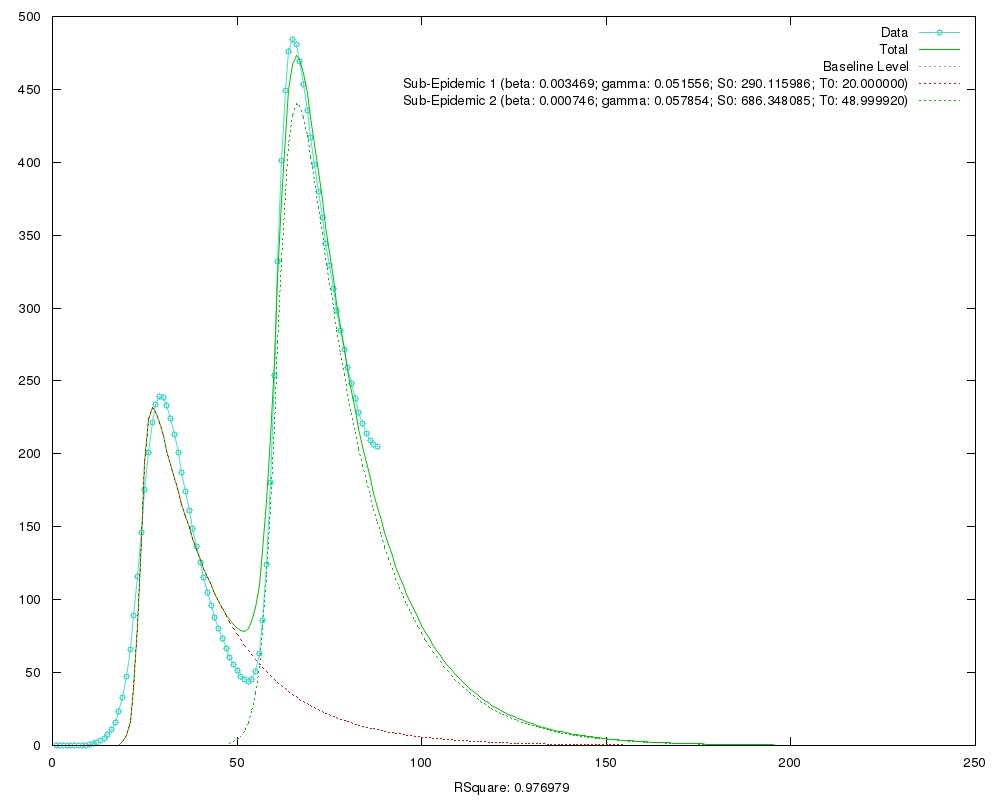 500
450
400
350
300
250
200
150
100
50
0
0 50 100 150 200 250
Data
Total
Baseline Level
Sub-Epidemic 1 (beta: 0.003469; gamma: 0.051556; S0: 290.115986; T0: 20.000000)
Sub-Epidemic 2 (beta: 0.000746; gamma: 0.057854; S0: 686.348085; T0: 48.999920)
RSquare: 0.976979